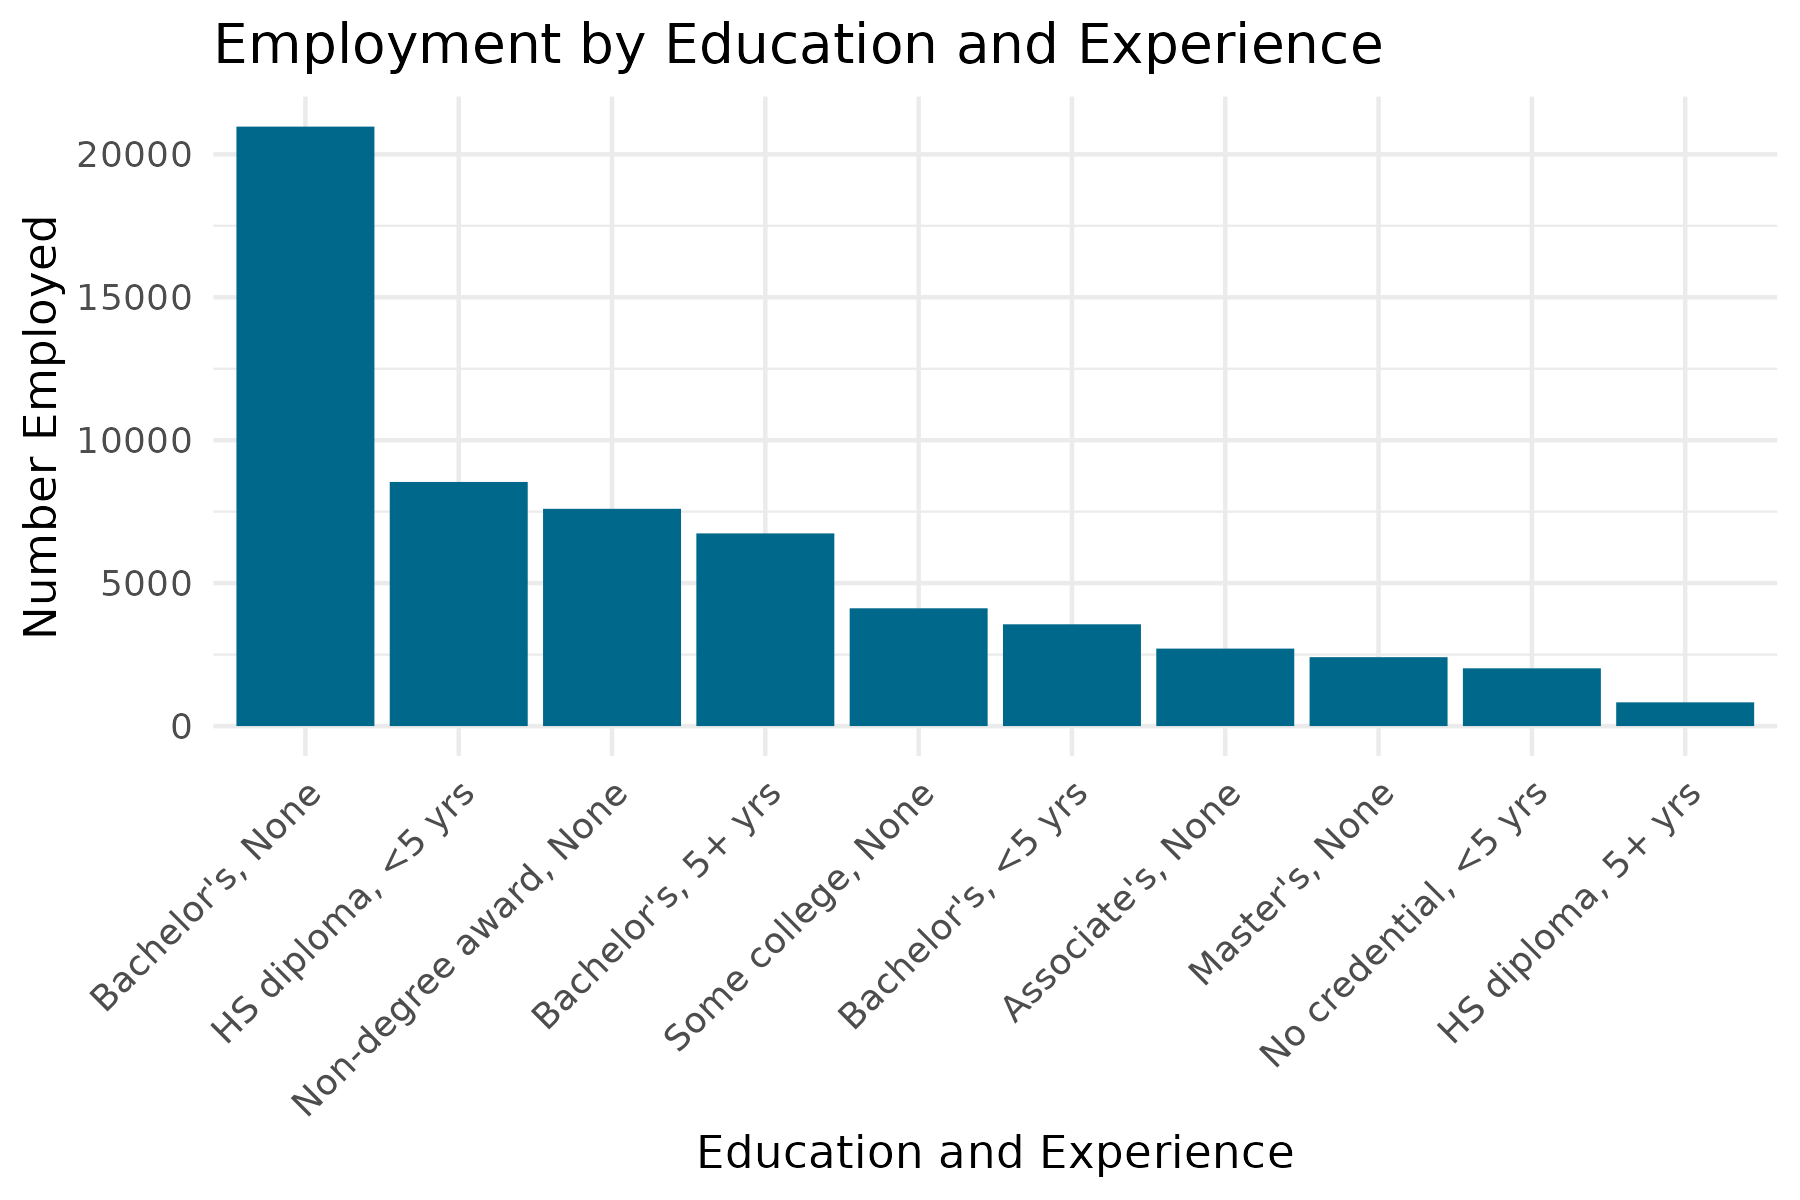 Employment by Education and Experience
Number Employed
20000
15000
10000
5000
0
Bachelor's, None
HS diploma, <5 yrs
Non-degree award, None
Bachelor's, 5+ yrs
Some college, None
Bachelor's, <5 yrs
Associate's, None
Master's, None
No credential, <5 yrs
HS diploma, 5+ yrs
Education and Experience